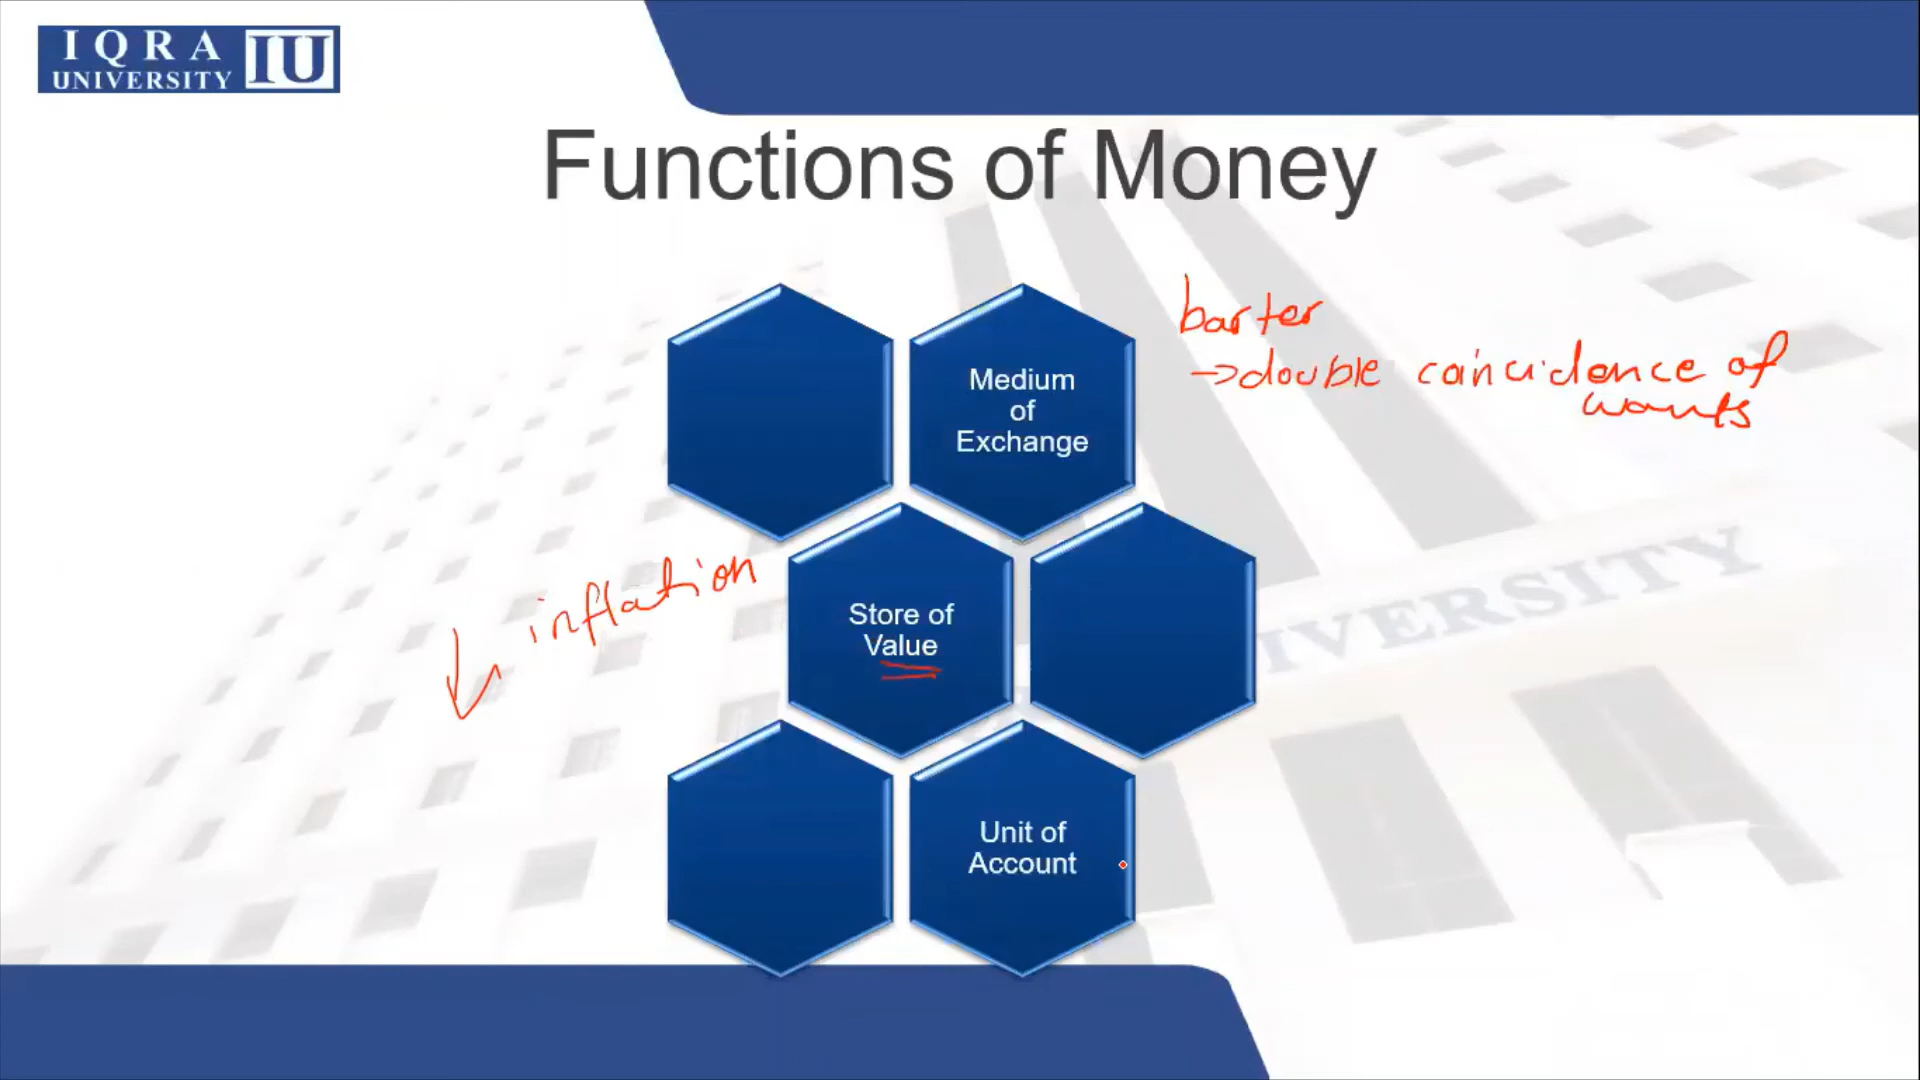 IQRA
UNIVERSITY IU
Functions of Money
barter
→double coincidence of
wants
Medium
of
Exchange
inflation
Store of
Value
IVERSITY
Unit of
Account